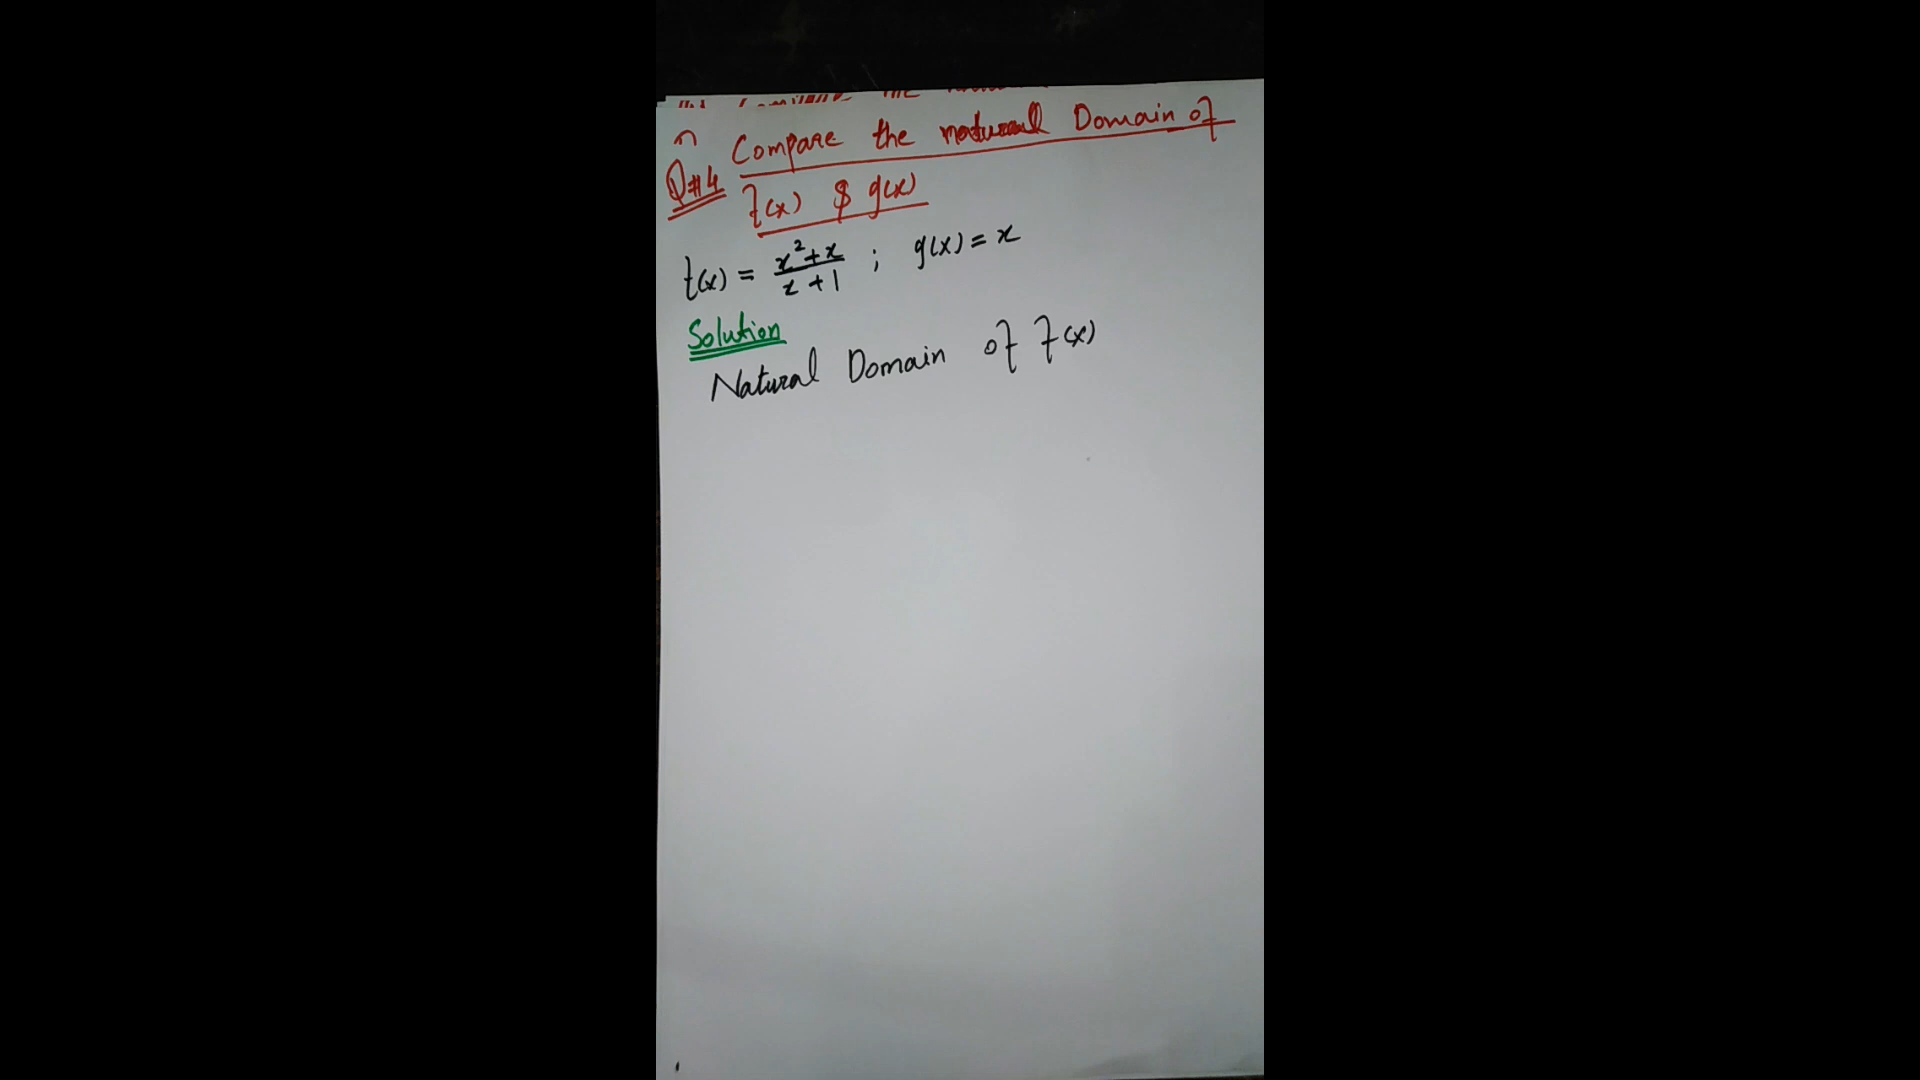 Compare the natural Domain of
Q#4 f(x) & g(x)
f(x) = x²+x / x+1 ; g(x) = x
Solution
Natural Domain of f(x)